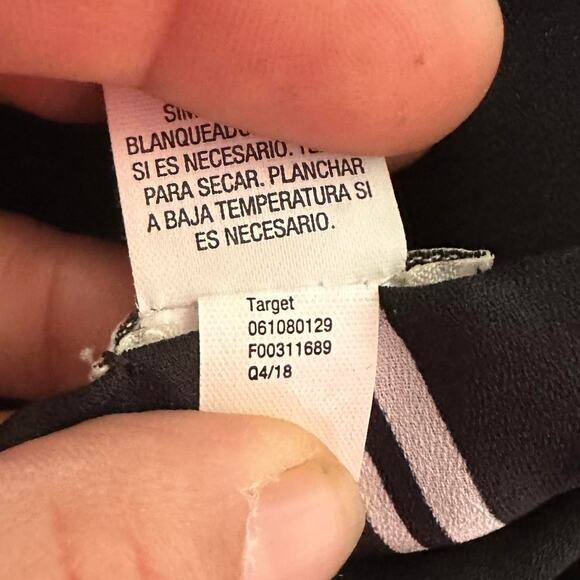 BLANQUEADO
SI ES NECESARIO.
PARA SECAR. PLANCHAR
A BAJA TEMPERATURA SI
ES NECESARIO.
Target
061080129
F00311689
Q4/18